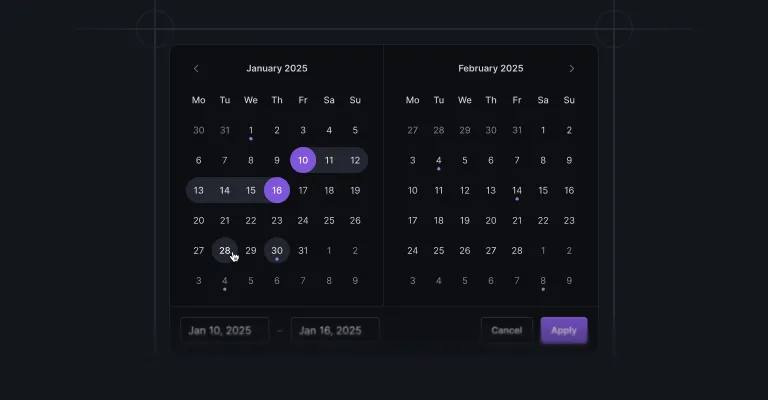 January 2025
Mo Tu We Th Fr Sa Su
30 31 1 2 3 4 5
6 7 8 9 10 11 12
13 14 15 16 17 18 19
20 21 22 23 24 25 26
27 28 29 30 31 1 2
3 4 5 6 7 8 9
February 2025
Mo Tu We Th Fr Sa Su
27 28 29 30 31 1 2
3 4 5 6 7 8 9
10 11 12 13 14 15 16
17 18 19 20 21 22 23
24 25 26 27 28 1 2
3 4 5 6 7 8 9
Jan 10, 2025 – Jan 16, 2025
Cancel Apply